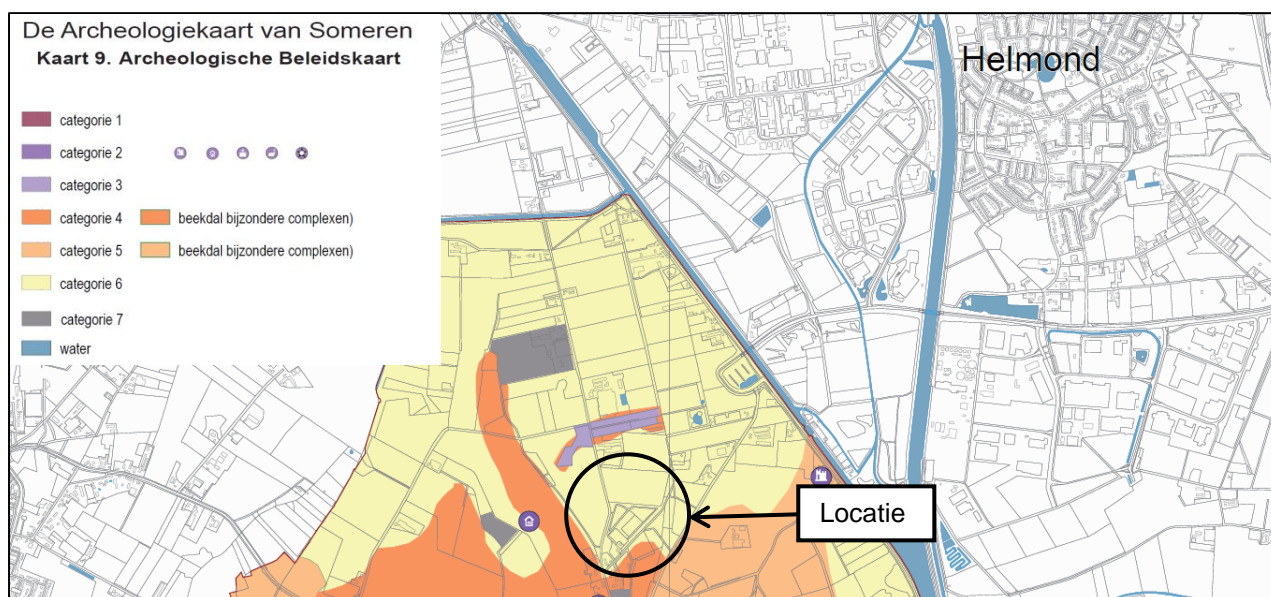 De Archeologiekaart van Someren
Kaart 9. Archeologische Beleidskaart
categorie 1
categorie 2
categorie 3
categorie 4 beekdal bijzondere complexen)
categorie 5 beekdal bijzondere complexen)
categorie 6
categorie 7
water
Helmond
Locatie